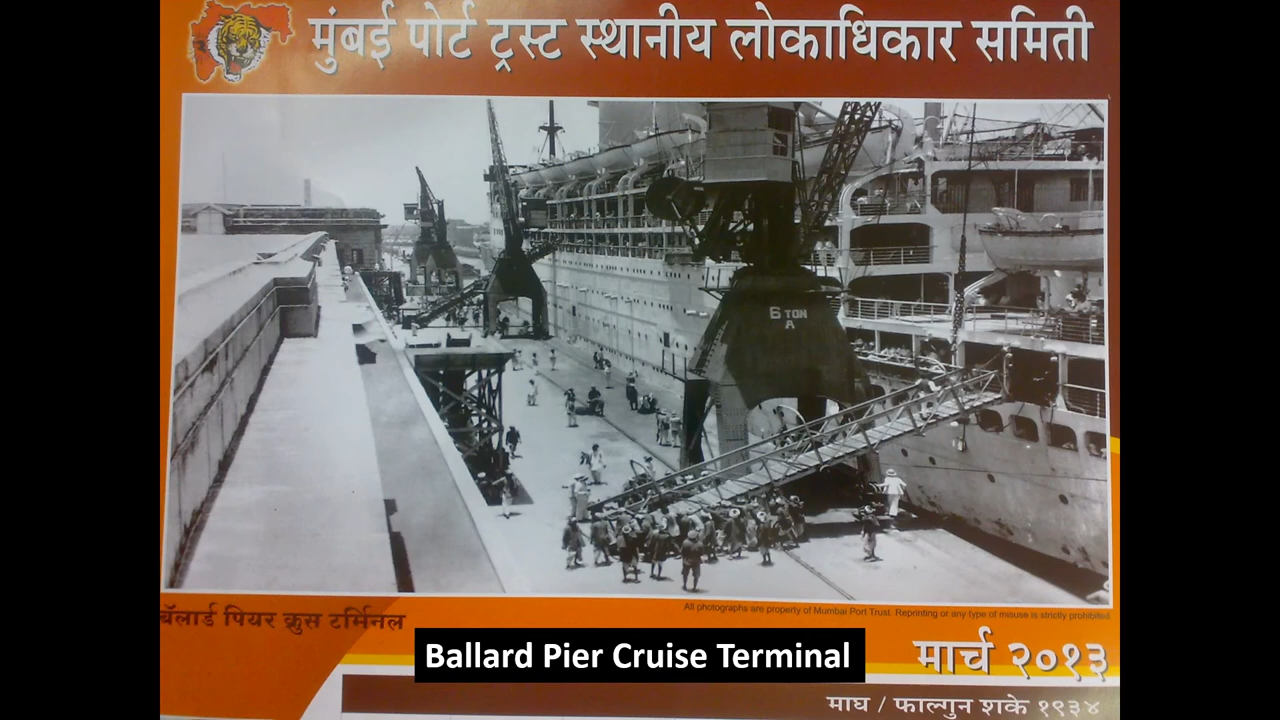 मुंबई पोर्ट ट्रस्ट स्थानीय लोकाधिकार समिती
6 TON
A
All photographs are property of Mumbai Port Trust. Reprinting or any type of misuse is strictly prohibited
बॅलार्ड पियर क्रुस टर्मिनल
Ballard Pier Cruise Terminal
मार्च २०१३
माघ / फाल्गुन शके १९३४